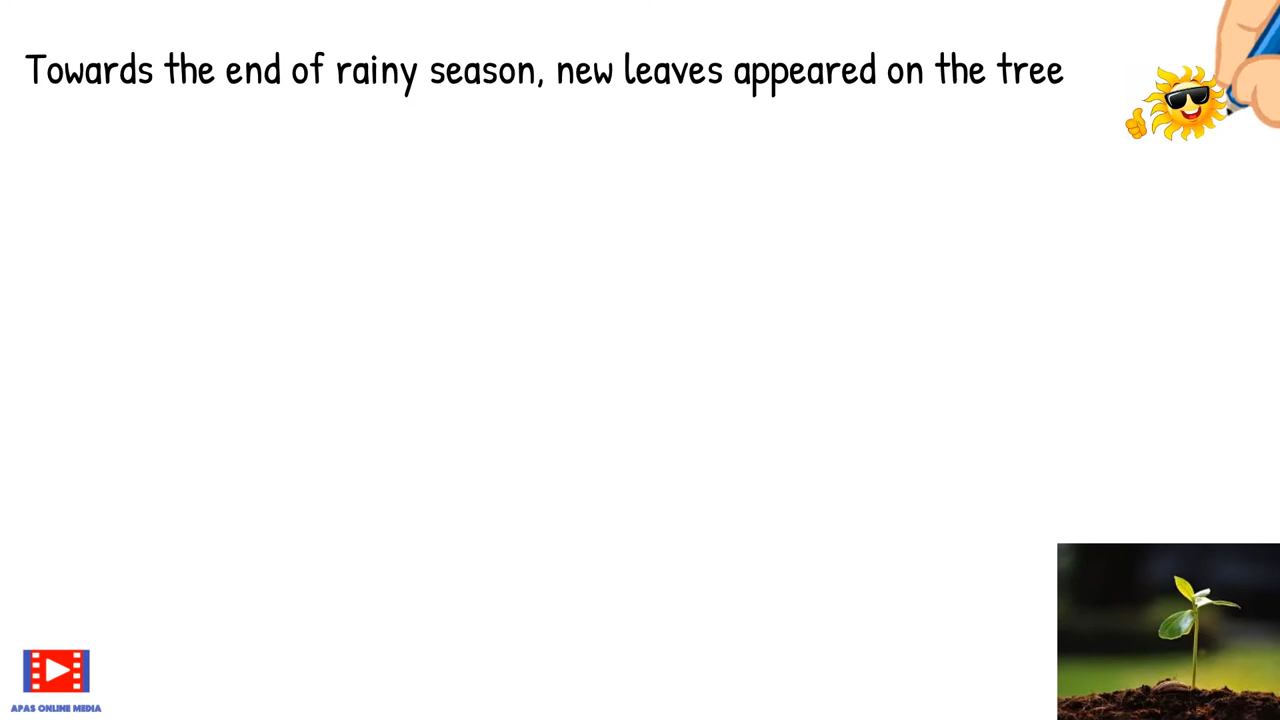 Towards the end of rainy season, new leaves appeared on the tree
APAS ONLINE MEDIA